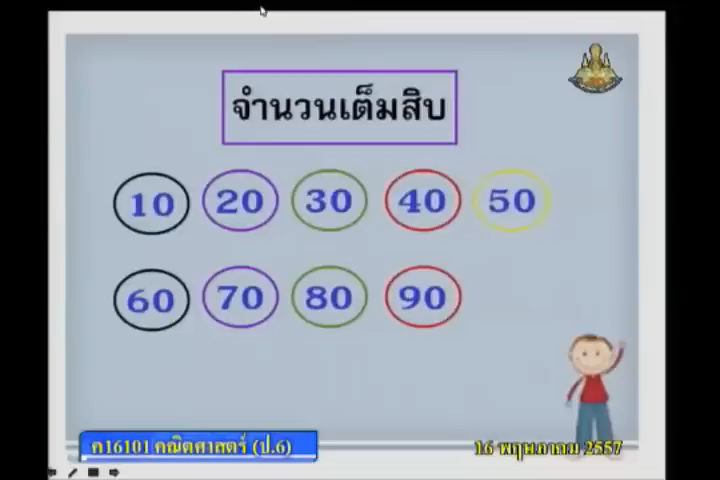 จำนวนเต็มสิบ
10 20 30 40 50
60 70 80 90
ค16101 คณิตศาสตร์ (ป.6)
16 พฤษภาคม 2557